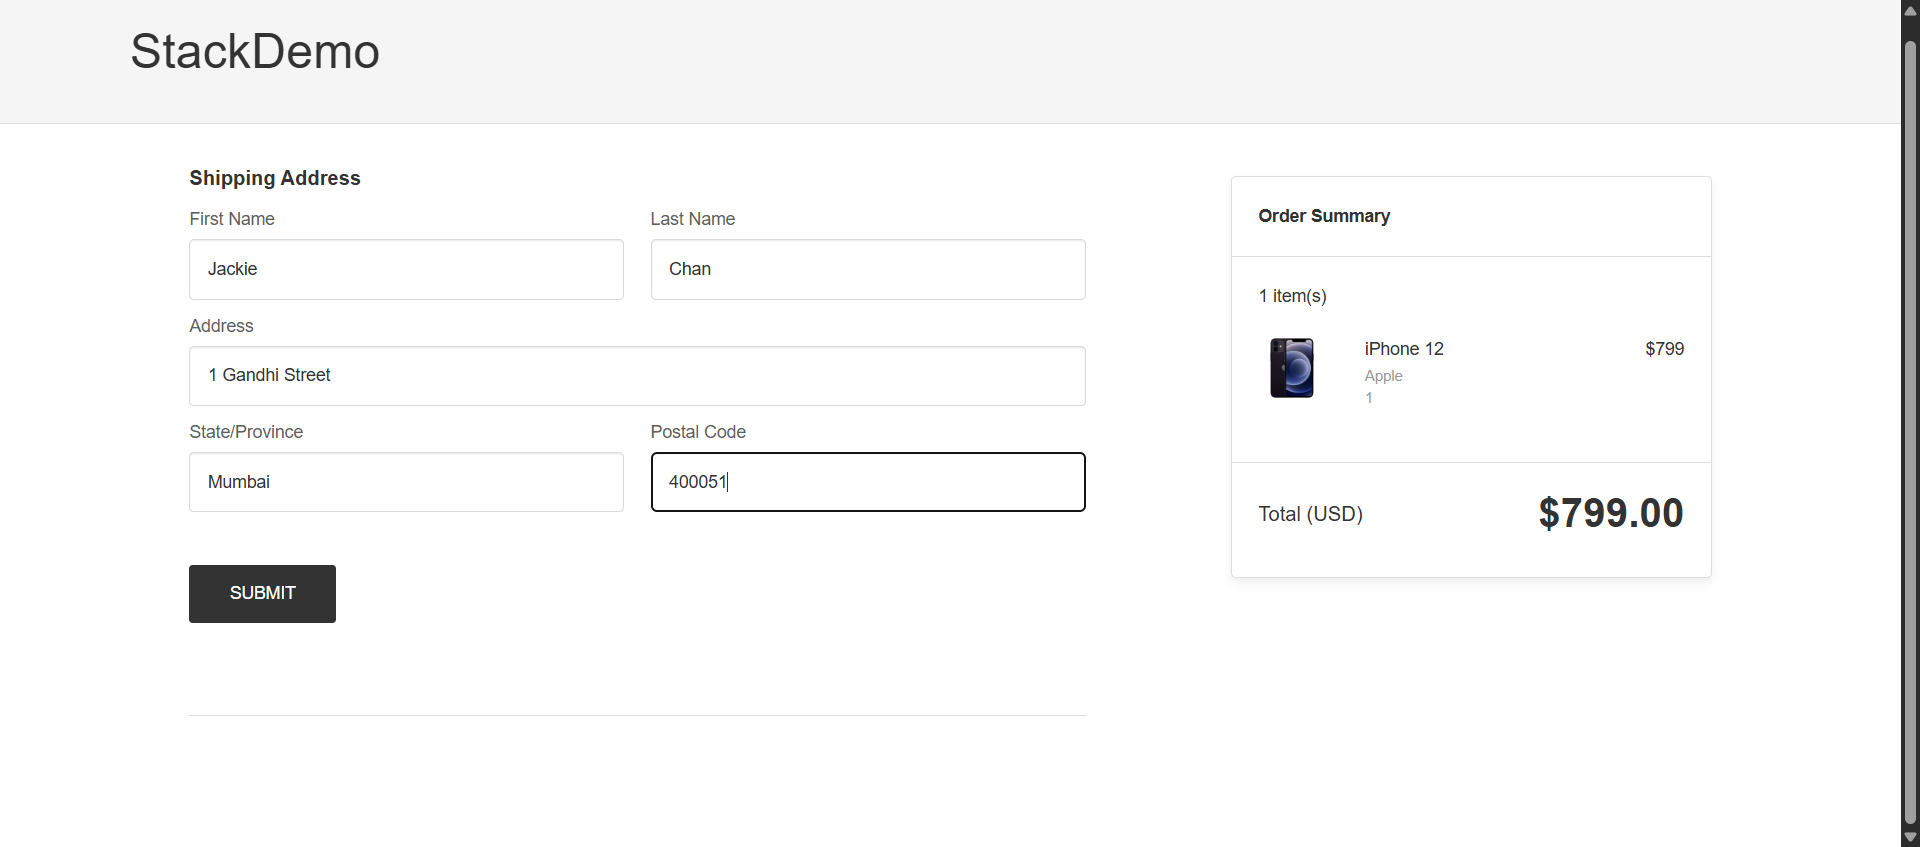 StackDemo
Shipping Address
First Name
Last Name
Jackie
Chan
Address
1 Gandhi Street
State/Province
Postal Code
Mumbai
400051
SUBMIT
Order Summary
1 item(s)
iPhone 12
$799
Apple
1
Total (USD)
$799.00